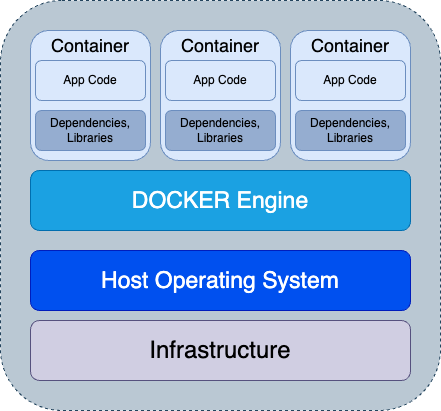 Container
App Code
Dependencies,
Libraries
Container
App Code
Dependencies,
Libraries
Container
App Code
Dependencies,
Libraries
DOCKER Engine
Host Operating System
Infrastructure